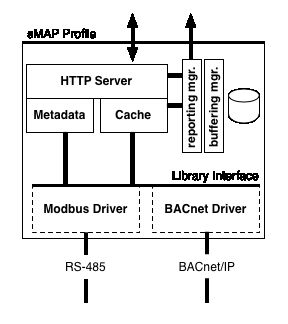 sMAP Profile
HTTP Server
Metadata
Cache
reporting mgr.
buffering mgr.
Library Interface
Modbus Driver
BACnet Driver
RS-485
BACnet/IP